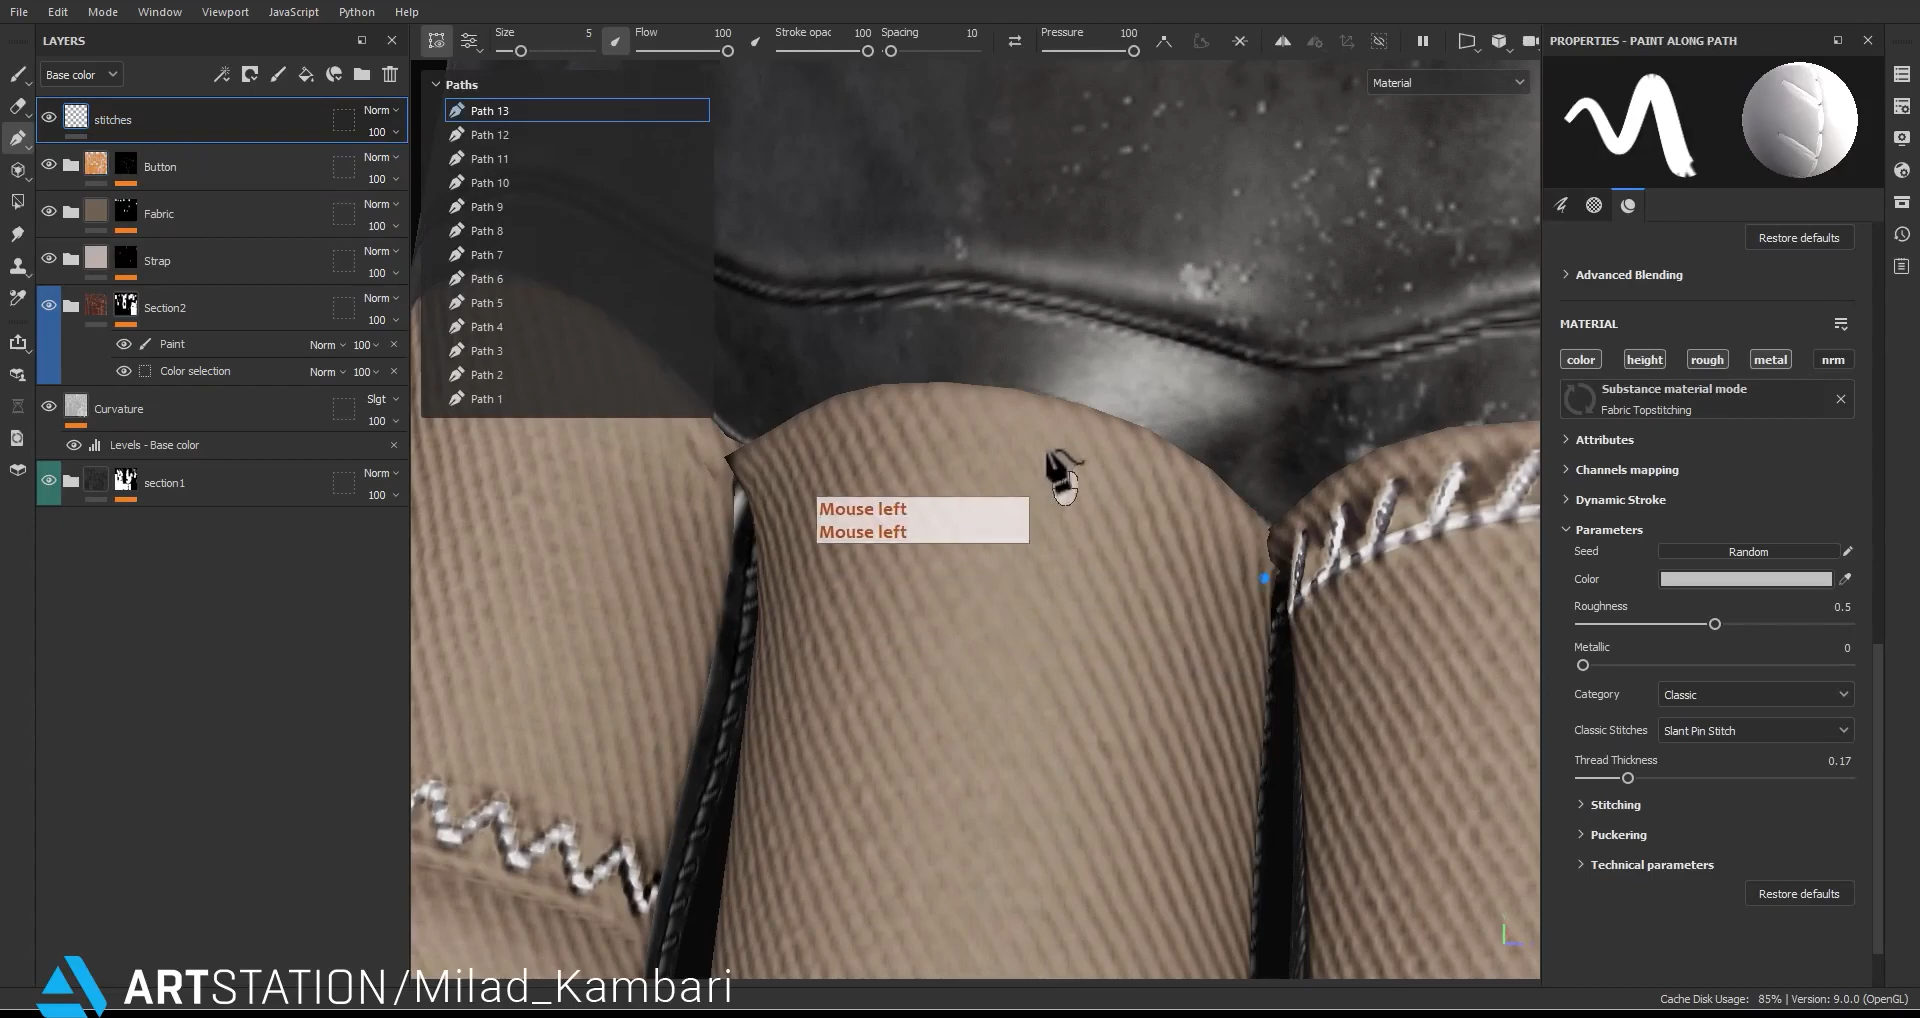 File Edit Mode Window Viewport JavaScript Python Help
LAYERS
Size 5 Flow 100 Stroke opac 100 Spacing 10 Pressure 100
PROPERTIES - PAINT ALONG PATH
Base color
Paths
Material
Path 13
Path 12
Path 11
Path 10
Path 9
Path 8
Path 7
Path 6
Path 5
Path 4
Path 3
Path 2
Path 1
stitches Norm 100
Button Norm 100
Fabric Norm 100
Strap Norm 100
Section2 Norm 100
Paint Norm 100
Color selection Norm 100
Curvature Slgt 100
Levels - Base color
section1 Norm 100
Mouse left
Mouse left
Restore defaults
Advanced Blending
MATERIAL
color height rough metal nrm
Substance material mode
Fabric Topstitching
Attributes
Channels mapping
Dynamic Stroke
Parameters
Seed Random
Color
Roughness 0.5
Metallic 0
Category Classic
Classic Stitches Slant Pin Stitch
Thread Thickness 0.17
Stitching
Puckering
Technical parameters
Restore defaults
ARTSTATION/Milad_Kambari
Cache Disk Usage: 85% | Version: 9.0.0 (OpenGL)